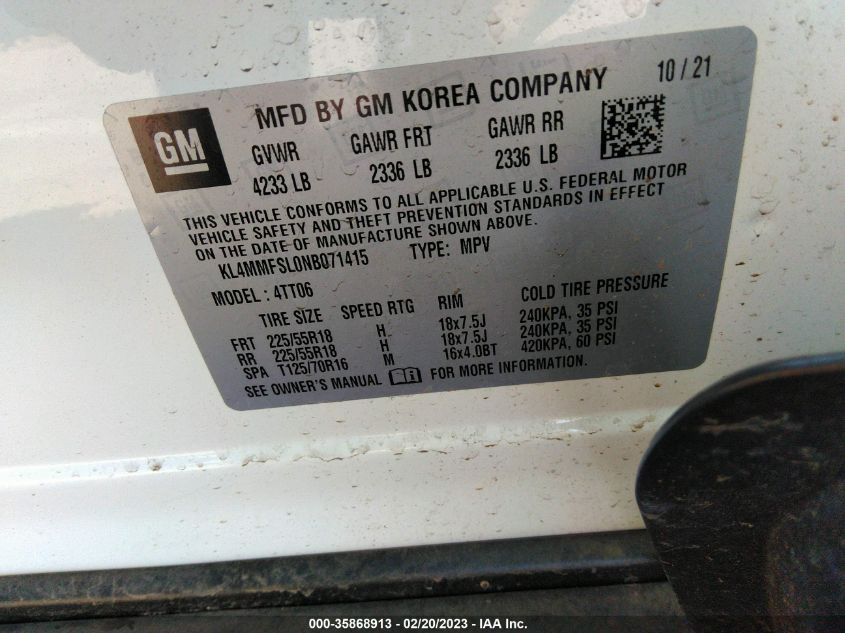 GM
MFD BY GM KOREA COMPANY 10 / 21
GVWR GAWR FRT GAWR RR
4233 LB 2336 LB 2336 LB
THIS VEHICLE CONFORMS TO ALL APPLICABLE U.S. FEDERAL MOTOR
VEHICLE SAFETY AND THEFT PREVENTION STANDARDS IN EFFECT
ON THE DATE OF MANUFACTURE SHOWN ABOVE.
KL4MMFSL0NB071415 TYPE: MPV
MODEL : 4TT06
TIRE SIZE SPEED RTG RIM COLD TIRE PRESSURE
FRT 225/55R18 H 18x7.5J 240KPA, 35 PSI
RR 225/55R18 H 18x7.5J 240KPA, 35 PSI
SPA T125/70R16 M 16x4.0BT 420KPA, 60 PSI
SEE OWNER'S MANUAL FOR MORE INFORMATION.
000-35868913 - 02/20/2023 - IAA Inc.